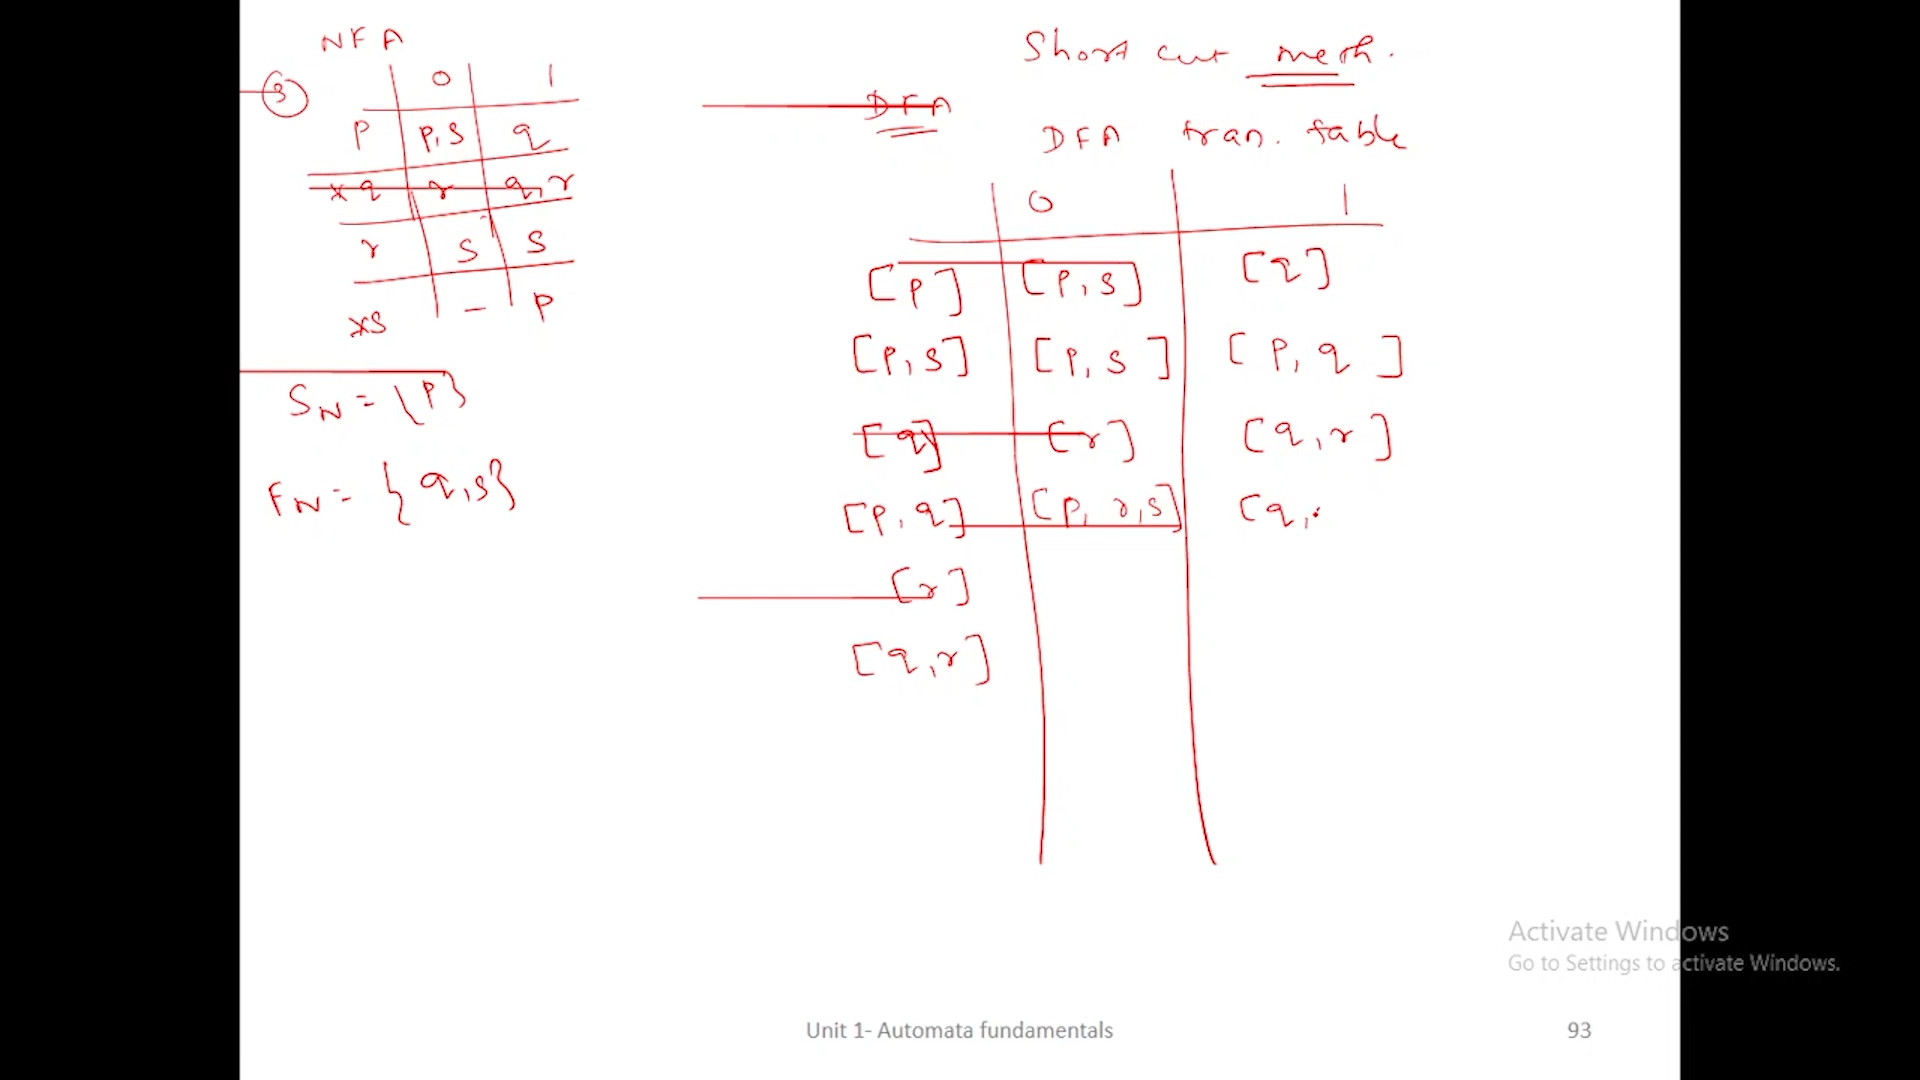 NFA
3
0 1
p p,s q
*q r q,r
r s s
*s - p
SN = {P}
FN = {q,s}
Short cut meth.
DFA
DFA tran. table
0 1
[p] [p,s] [q]
[p,s] [p,s] [p,q]
[q] [r] [q,r]
[p,q] [p,r,s] [q,
[r]
[q,r]
Activate Windows
Go to Settings to activate Windows.
Unit 1- Automata fundamentals
93